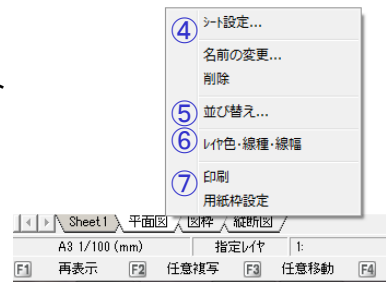 ④ シート設定...
名前の変更...
削除
⑤ 並び替え...
⑥ レイヤ色・線種・線幅
⑦ 印刷
用紙枠設定
Sheet1 平面図 図枠 縦断図
A3 1/100 (mm) 指定レイヤ 1:
F1 再表示 F2 任意複写 F3 任意移動 F4